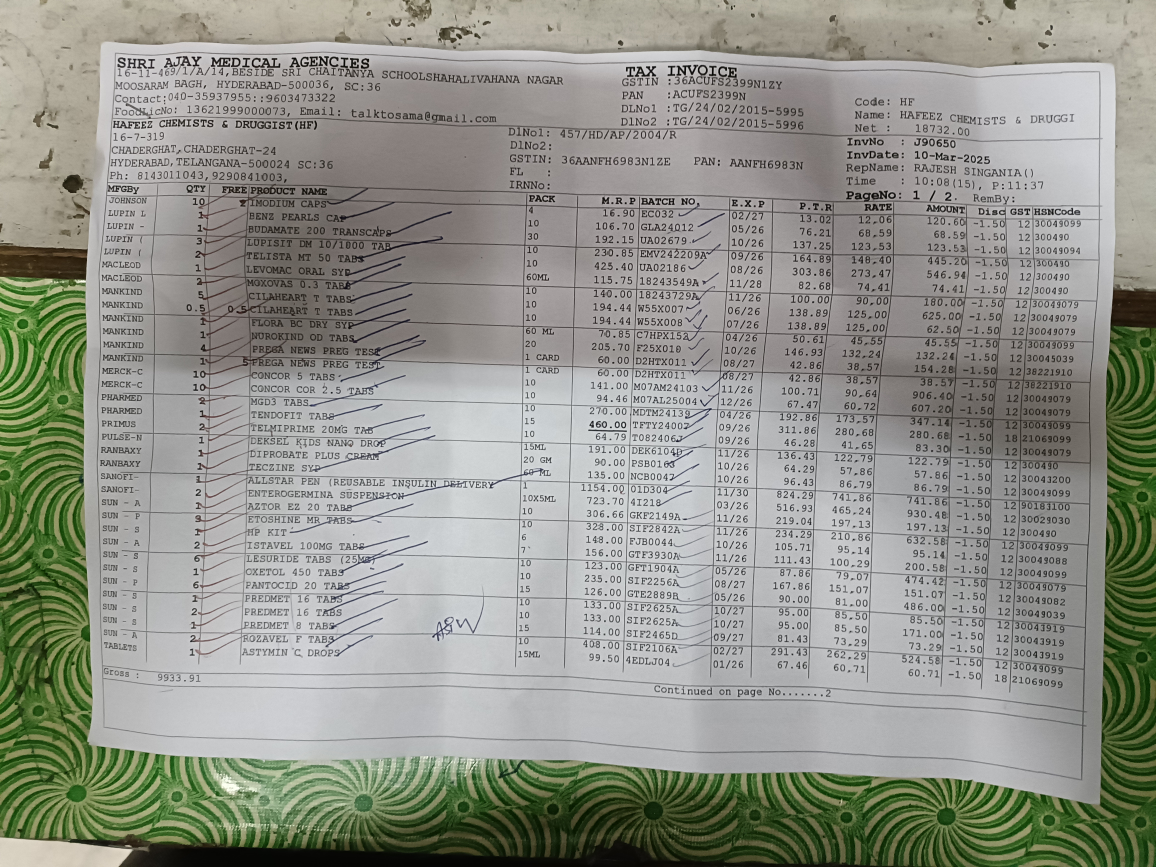 SHRI AJAY MEDICAL AGENCIES
16-11-469/1/A/14,BESIDE SRI CHAITANYA SCHOOLSHAHALIVAHANA NAGAR
MOOSARAM BAGH, HYDERABAD-500036, SC:36
Contact:040-35937955::9603473322
FoodLicNo: 13621999000073, Email: talktosama@gmail.com
TAX INVOICE
GSTIN :36ACUFS2399N1ZY
PAN :ACUFS2399N
DLNo1 :TG/24/02/2015-5995
DLNo2 :TG/24/02/2015-5996
Code: HF
Name: HAFEEZ CHEMISTS & DRUGGI
Net : 18732.00
InvNo : J90650
InvDate: 10-Mar-2025
RepName: RAJESH SINGANIA()
Time : 10:08(15), P:11:37
PageNo: 1 / 2. RemBy:
HAFEEZ CHEMISTS & DRUGGIST(HF)
16-7-319
CHADERGHAT,CHADERGHAT-24
HYDERABAD,TELANGANA-500024 SC:36
Ph: 8143011043,9290841003,
DlNo1: 457/HD/AP/2004/R
DlNo2:
GSTIN: 36AANFH6983N1ZE PAN: AANFH6983N
FL :
IRNNo:
MFGBy QTY FREE PRODUCT NAME PACK M.R.P BATCH NO. E.X.P P.T.R RATE AMOUNT Disc GST HSNCode
JOHNSON 10 2 IMODIUM CAPS 4 16.90 EC032 02/27 13.02 12.06 120.60 -1.50 12 30049099
LUPIN L 1 BENZ PEARLS CAP 10 106.70 GLA24012 05/26 76.21 68.59 68.59 -1.50 12 300490
LUPIN - 1 BUDAMATE 200 TRANSCAPS 30 192.15 UA02679 10/26 137.25 123.53 123.53 -1.50 12 30049094
LUPIN ( 3 LUPISIT DM 10/1000 TAB 10 230.85 EMV242209A 09/26 164.89 148.40 445.20 -1.50 12 300490
LUPIN ( 2 TELISTA MT 50 TABS 10 425.40 UA02186 08/26 303.86 273.47 546.94 -1.50 12 300490
MACLEOD 1 LEVOMAC ORAL SYP 60ML 115.75 18243549A 11/28 82.68 74.41 74.41 -1.50 12 300490
MACLEOD 2 MOXOVAS 0.3 TABS 10 140.00 18243729A 11/26 100.00 90.00 180.00 -1.50 12 30049079
MANKIND 5 CILAHEART T TABS 10 194.44 W55X007 06/26 138.89 125.00 625.00 -1.50 12 30049079
MANKIND 0.5 0.5 CILAHEART T TABS 10 194.44 W55X008 07/26 138.89 125.00 62.50 -1.50 12 30049079
MANKIND 1 FLORA BC DRY SYP 60 ML 70.85 C7HPX15A 04/26 50.61 45.55 45.55 -1.50 12 30049099
MANKIND 1 NOROKIND OD TABS 20 205.70 F25X010 10/26 146.93 132.24 132.24 -1.50 12 30045039
MANKIND 4 PREGA NEWS PREG TEST 1 CARD 60.00 D2HTX011 08/27 42.86 38.57 154.28 -1.50 12 38221910
MANKIND 1 5 PREGA NEWS PREG TEST 1 CARD 60.00 D2HTX011 08/27 42.86 38.57 38.57 -1.50 12 38221910
MERCK-C 10 CONCOR 5 TABS 10 141.00 M07AM24103 11/26 100.71 90.64 906.40 -1.50 12 30049079
MERCK-C 10 CONCOR COR 2.5 TABS 10 94.46 M07AL25004 12/26 67.47 60.72 607.20 -1.50 12 30049079
PHARMED 2 MGD3 TABS 10 270.00 MDTM24139 04/26 192.86 173.57 347.14 -1.50
PHARMED 1 TENDOFIT TABS 15 460.00 TFTY24007 09/26 311.86 280.68 280.68 -1.50 18 21069099
PRIMUS 2 TELMIPRIME 20MG TAB 10 64.79 T082406J 09/26 46.28 41.65 83.30 -1.50 12 30049079
PULSE-N 1 DEKSEL KIDS NANO DROP 15ML 191.00 DEK6104D 11/26 136.43 122.79 122.79 -1.50 12 300490
RANBAXY 1 DIPROBATE PLUS CREAM 20 GM 90.00 PSB0163 10/26 64.29 57.86 57.86 -1.50 12 30043200
RANBAXY 1 TECZINE SYP 60 ML 135.00 NCB0047 10/26 96.43 86.79 86.79 -1.50 12 30049099
SANOFI- 1 ALLSTAR PEN (REUSABLE INSULIN DELIVERY 1 1154.00 01D304 11/30 824.29 741.86 741.86 -1.50 12 90183100
SANOFI- 2 ENTEROGERMINA SUSPENSION 10X5ML 723.70 4I218 03/26 516.93 465.24 930.48 -1.50 12 30029030
SUN - A 1 AZTOR EZ 20 TABS 10 306.66 GKF2149A 11/26 219.04 197.13 197.13 -1.50 12 300490
SUN - P 3 ETOSHINE MR TABS 10 328.00 SIF2842A 11/26 234.29 210.86 632.58 -1.50 12 30049099
SUN - S 1 HP KIT 6 148.00 FJB0044 10/26 105.71 95.14 95.14 -1.50 12 30049088
SUN - A 2 ISTAVEL 100MG TABS 7 156.00 GTF3930A 11/26 111.43 100.29 200.58 -1.50 12 30049099
SUN - S 6 LESURIDE TABS (25MG) 10 123.00 GFT1904A 05/26 87.86 79.07 474.42 -1.50 12 30049079
SUN - S 1 OXETOL 450 TABS 10 235.00 SIF2256A 08/27 167.86 151.07 151.07 -1.50 12 30049082
SUN - P 6 PANTOCID 20 TABS 15 126.00 GTE2889B 05/26 90.00 81.00 486.00 -1.50 12 30049039
SUN - S 1 PREDMET 16 TABS 10 133.00 SIF2625A 10/27 95.00 85.50 85.50 -1.50 12 30043919
SUN - S 2 PREDMET 16 TABS 10 133.00 SIF2625A 10/27 95.00 85.50 171.00 -1.50 12 30043919
SUN - S 1 PREDMET 8 TABS 15 114.00 SIF2465D 09/27 81.43 73.29 73.29 -1.50 12 30043919
SUN - A 2 ROZAVEL F TABS 10 408.00 SIF2106A 02/27 291.43 262.29 524.58 -1.50 12 30049099
TABLETS 1 ASTYMIN C DROPS 15ML 99.50 4EDLJ04 01/26 67.46 60.71 60.71 -1.50 18 21069099
Gross : 9933.91
Continued on page No.......2